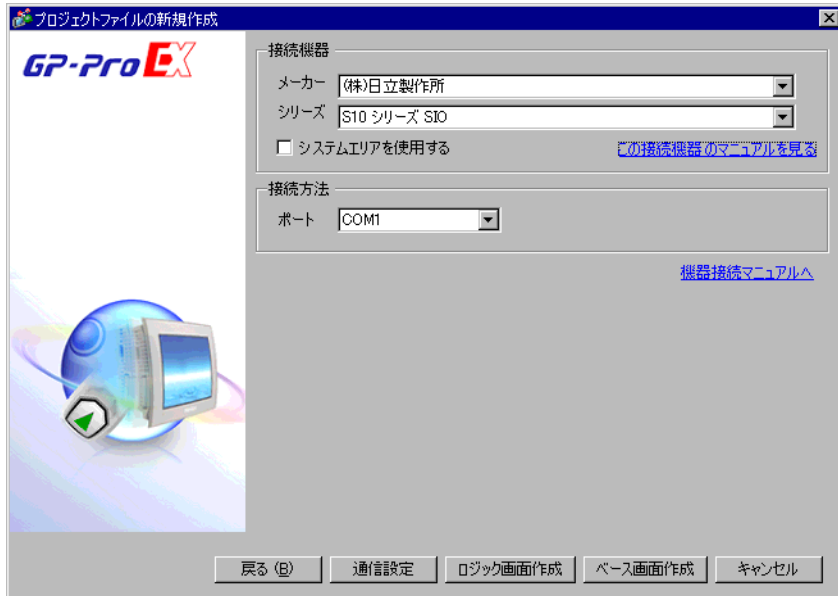 プロジェクトファイルの新規作成
GP-Pro EX
接続機器
メーカー (株)日立製作所
シリーズ S10 シリーズ SIO
システムエリアを使用する この接続機器のマニュアルを見る
接続方法
ポート COM1
機器接続マニュアルへ
戻る (B) 通信設定 ロジック画面作成 ベース画面作成 キャンセル